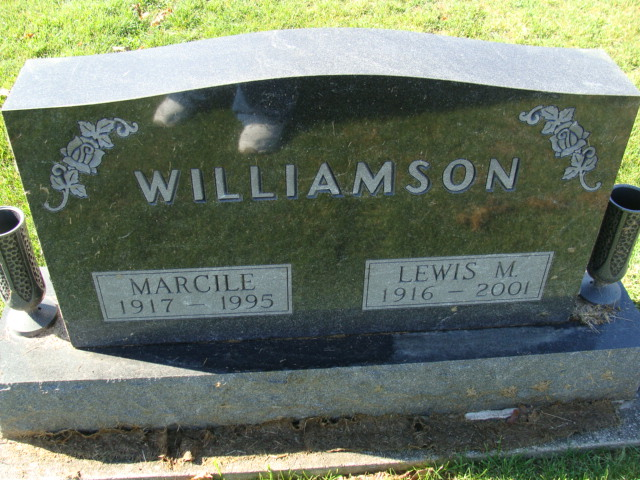 WILLIAMSON
MARCILE
1917 – 1995
LEWIS M.
1916 – 2001